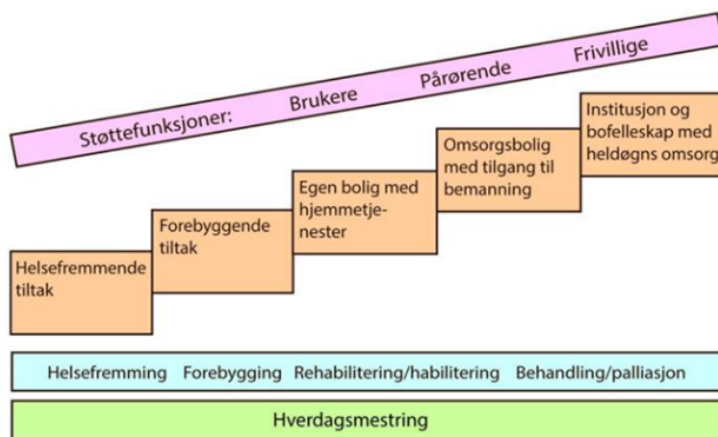 Støttefunksjoner: Brukere Pårørende Frivillige
Institusjon og
bofelleskap med
heldøgns omsorg
Omsorgsbolig
med tilgang til
bemanning
Egen bolig med
hjemmetje-
nester
Forebyggende
tiltak
Helsefremmende
tiltak
Helsefremming Forebygging Rehabilitering/habilitering Behandling/palliasjon
Hverdagsmestring